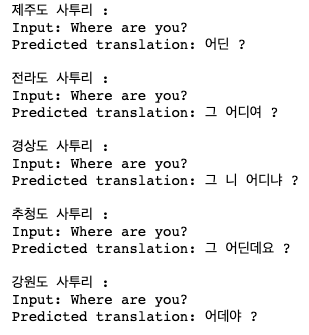 제주도 사투리 :
Input: Where are you?
Predicted translation: 어딘 ?
전라도 사투리 :
Input: Where are you?
Predicted translation: 그 어디여 ?
경상도 사투리 :
Input: Where are you?
Predicted translation: 그 니 어디냐 ?
추청도 사투리 :
Input: Where are you?
Predicted translation: 그 어딘데요 ?
강원도 사투리 :
Input: Where are you?
Predicted translation: 어데야 ?